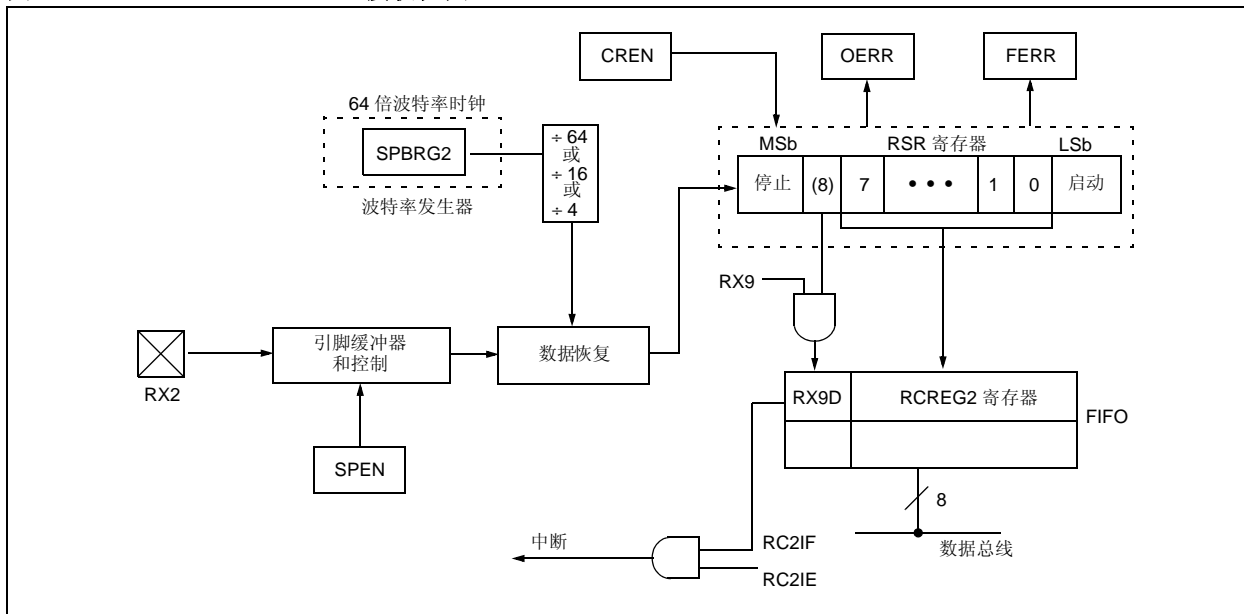 CREN
OERR
FERR
64 倍波特率时钟
SPBRG2
波特率发生器
÷ 64
或
÷ 16
或
÷ 4
MSb
RSR 寄存器
LSb
停止
(8)
7
• • •
1
0
启动
RX9
RX2
引脚缓冲器
和控制
数据恢复
SPEN
RX9D
RCREG2 寄存器
FIFO
8
数据总线
中断
RC2IF
RC2IE